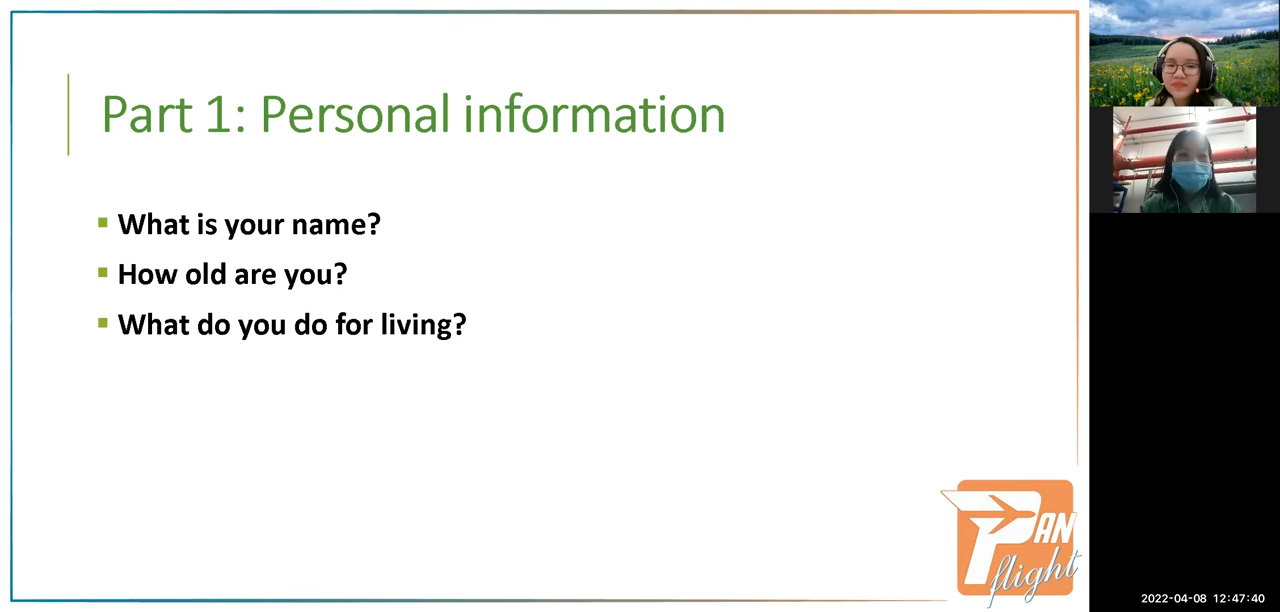 Part 1: Personal information
What is your name?
How old are you?
What do you do for living?
PAN
flight
2022-04-08 12:47:40